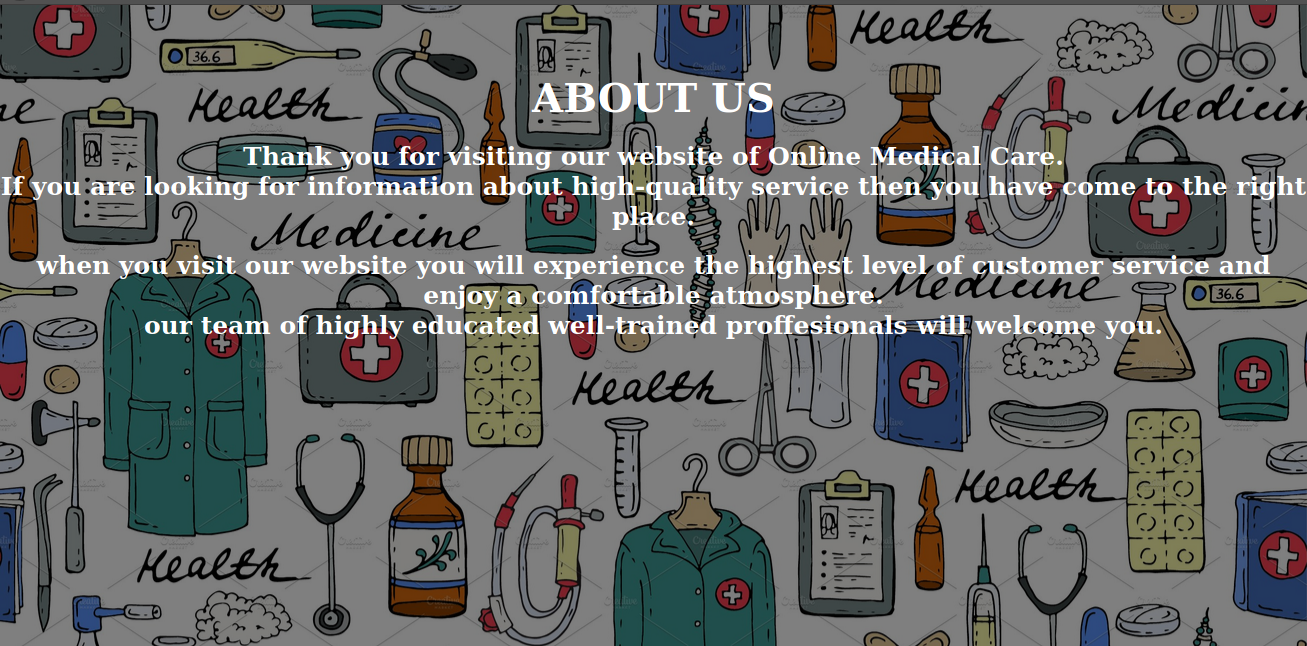 36.6
Health
ne
Health
Medicine
ABOUT US
Thank you for visiting our website of Online Medical Care.
If you are looking for information about high-quality service then you have come to the right
place.
Medicine
when you visit our website you will experience the highest level of customer service and
enjoy a comfortable atmosphere.
Medicine
36.6
our team of highly educated well-trained proffesionals will welcome you.
Health
Health
Health